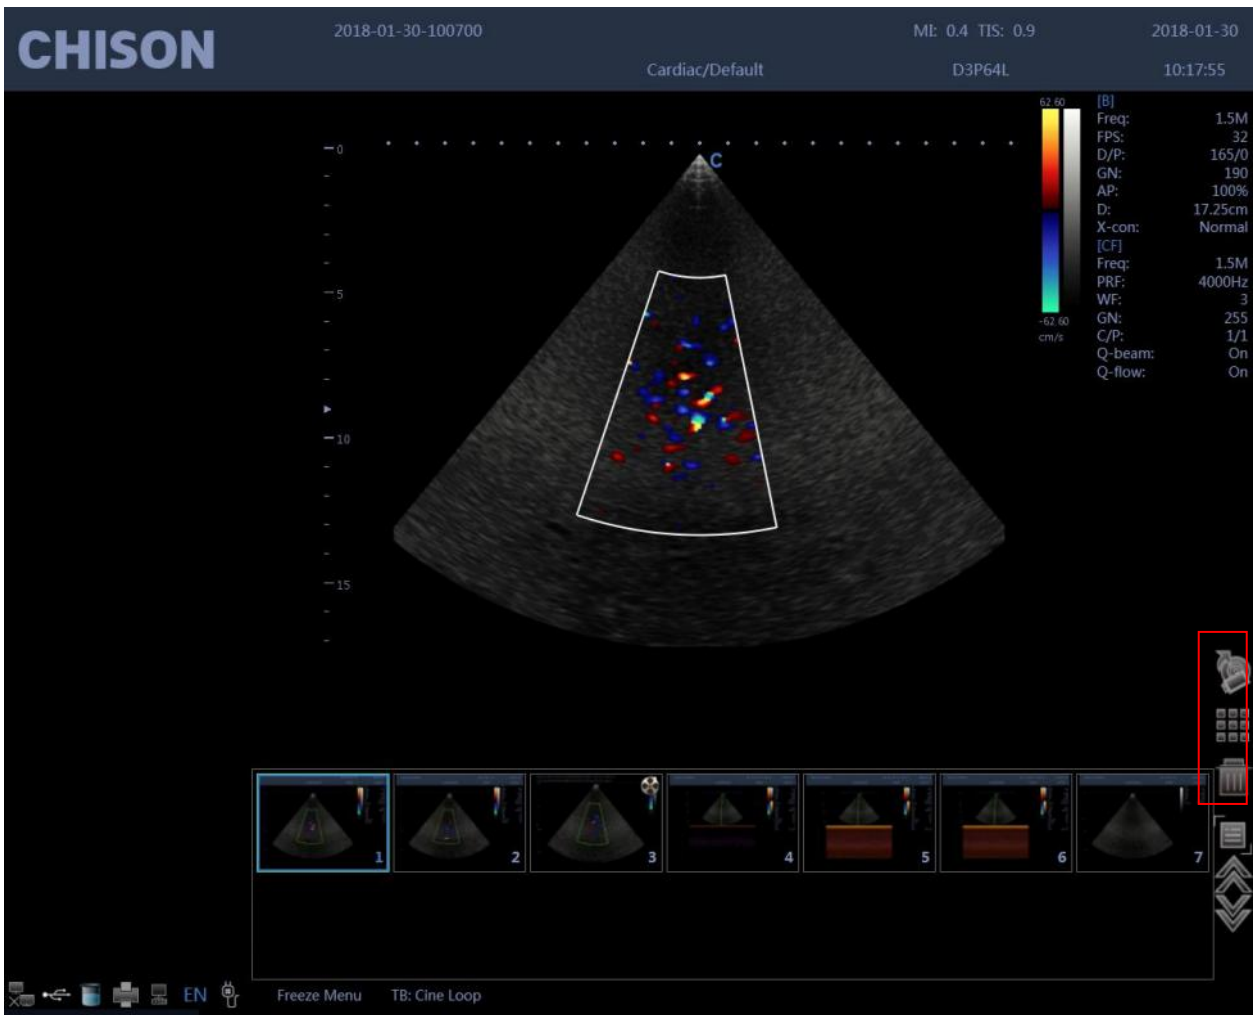 CHISON
2018-01-30-100700
MI: 0.4 TIS: 0.9
2018-01-30
Cardiac/Default
D3P64L
10:17:55
0
5
10
15
C
62.60
-62.60
cm/s
[B]
Freq: 1.5M
FPS: 32
D/P: 165/0
GN: 190
AP: 100%
D: 17.25cm
X-con: Normal
[CF]
Freq: 1.5M
PRF: 4000Hz
WF: 3
GN: 255
C/P: 1/1
Q-beam: On
Q-flow: On
1 2 3 4 5 6 7
EN
Freeze Menu TB: Cine Loop